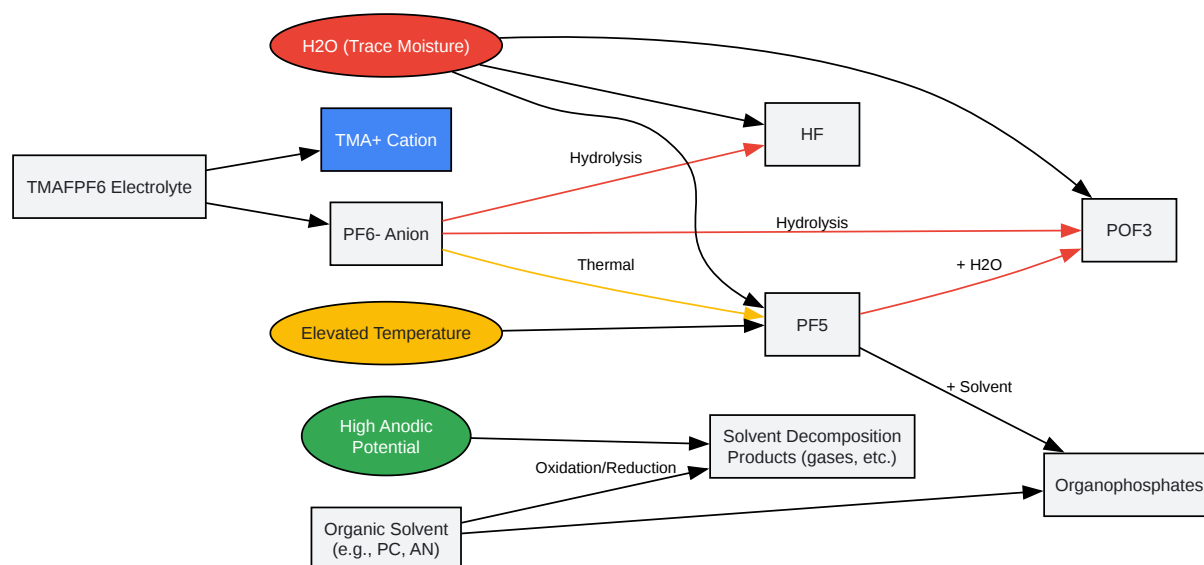 H2O (Trace Moisture)
HF
TMA+ Cation
Hydrolysis
TMAFPF6 Electrolyte
PF6- Anion
Hydrolysis
POF3
Thermal
+ H2O
Elevated Temperature
PF5
+ Solvent
High Anodic
Potential
Solvent Decomposition
Products (gases, etc.)
Oxidation/Reduction
Organophosphates
Organic Solvent
(e.g., PC, AN)